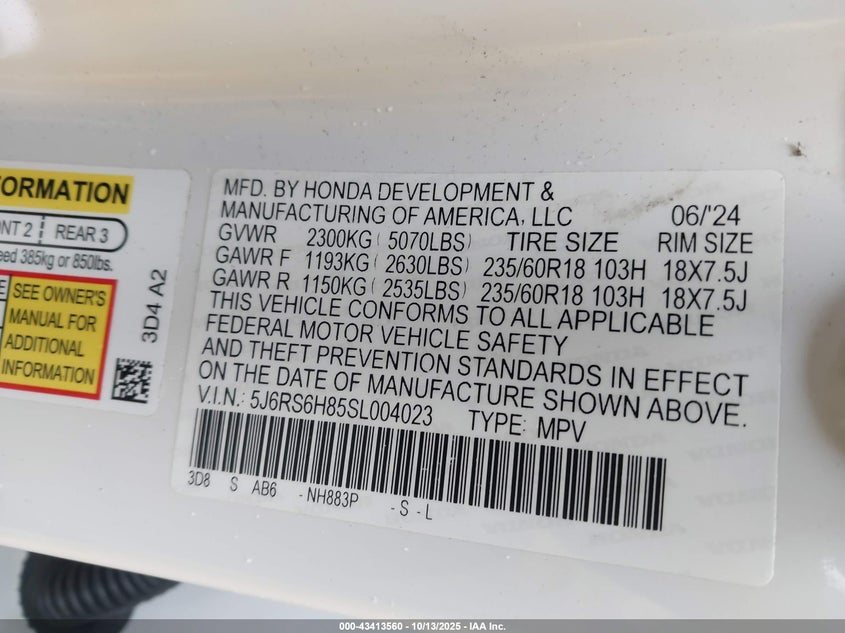 FORMATION
NT 2 | REAR 3
eed 385kg or 850lbs.
SEE OWNER'S
MANUAL FOR
ADDITIONAL
INFORMATION
3D4 A2
MFD. BY HONDA DEVELOPMENT &
MANUFACTURING OF AMERICA, LLC 06/'24
GVWR 2300KG ( 5070LBS) TIRE SIZE RIM SIZE
GAWR F 1193KG ( 2630LBS) 235/60R18 103H 18X7.5J
GAWR R 1150KG ( 2535LBS) 235/60R18 103H 18X7.5J
THIS VEHICLE CONFORMS TO ALL APPLICABLE
FEDERAL MOTOR VEHICLE SAFETY
AND THEFT PREVENTION STANDARDS IN EFFECT
ON THE DATE OF MANUFACTURE SHOWN ABOVE.
V.I.N.: 5J6RS6H85SL004023 TYPE: MPV
3D8 S AB6 -NH883P -S-L
000-43413560 - 10/13/2025 - IAA Inc.